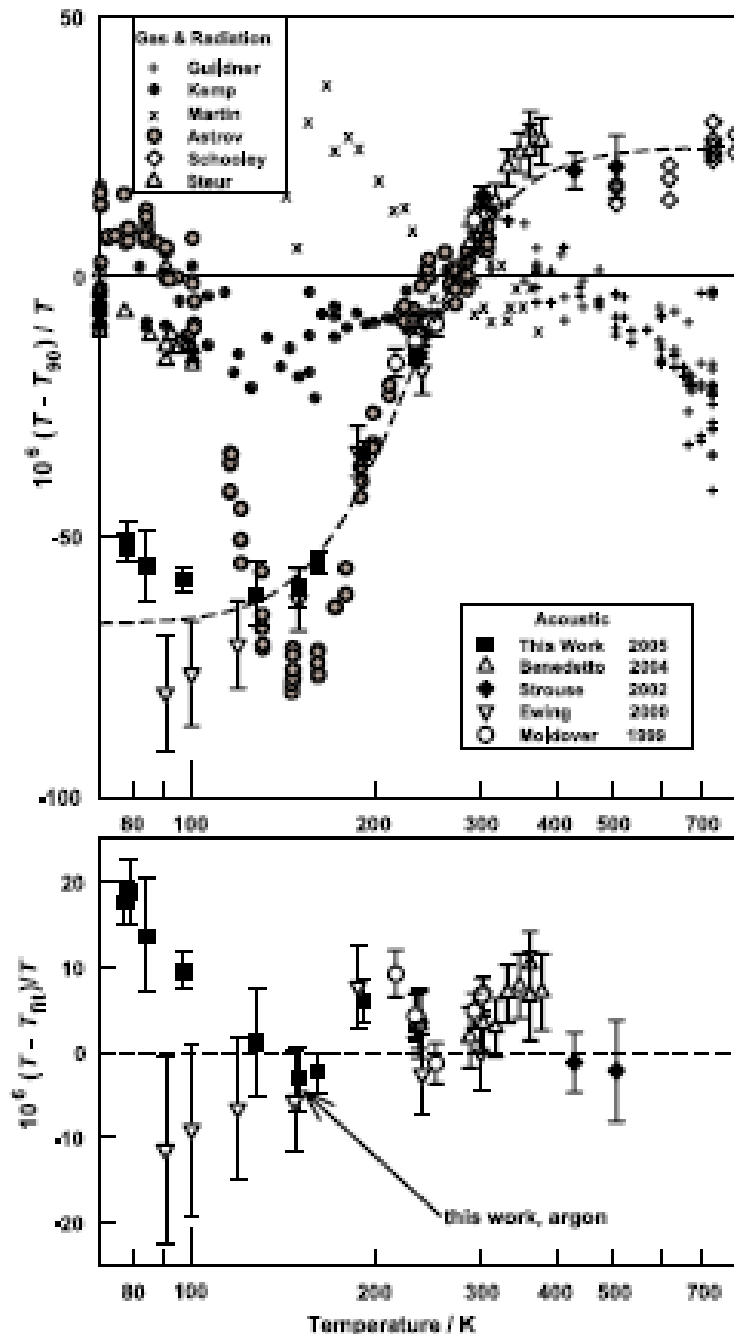 50
Gas & Radiation
Guildner
Kemp
Martin
Astrov
Schooley
Steur
0
10⁶ (T - T₉₀) / T
-50
Acoustic
This Work 2005
Benedetto 2004
Strouse 2002
Ewing 2000
Moldover 1999
-100
80 100 200 300 400 500 700
20
10
0
10⁶ (T - T_fit)/T
-10
-20
this work, argon
80 100 200 300 400 500 700
Temperature / K